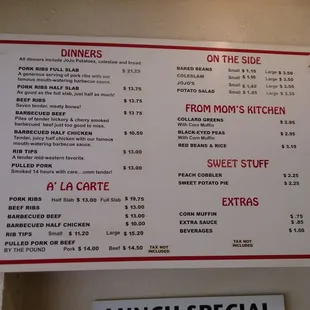 DINNERS
All dinners include JoJo Potatoes, coleslaw and bread
PORK RIBS FULL SLAB $ 21.25
A generous serving of pork ribs with our
famous mouth-watering barbecue sauce.
PORK RIBS HALF SLAB $ 13.75
As good as the full slab, just half as much!
BEEF RIBS $ 13.75
Seven tender, meaty bones!
BARBECUED BEEF $ 13.75
Piles of tender hickory & cherry smoked
barbecue beef just too good to miss.
BARBECUED HALF CHICKEN $ 10.50
Tender, juicy half chicken with our famous
mouth-watering barbecue sauce.
RIB TIPS $ 13.00
A tender mid-western favorite.
PULLED PORK $ 13.00
Smoked 14 hours with care...omm tender!
A' LA CARTE
PORK RIBS Half Slab $ 13.00 Full Slab $ 19.75
BEEF RIBS $ 13.00
BARBECUED BEEF $ 13.00
BARBECUED HALF CHICKEN $ 10.00
RIB TIPS Small $ 11.20 Large $ 15.20
PULLED PORK OR BEEF
BY THE POUND Pork $ 14.00 Beef $ 14.50
TAX NOT
INCLUDED
ON THE SIDE
BAKED BEANS Small $ 1.15 Large $ 3.50
COLESLAW Small $ Large $ 3.50
JOJO'S Small $ Large $ 3.50
POTATO SALAD Small $ Large $ 3.50
FROM MOM'S KITCHEN
COLLARD GREENS $ 2.95
With Corn Muffin
BLACK-EYED PEAS $ 2.95
With Corn Muffin
RED BEANS & RICE $ 3.15
SWEET STUFF
PEACH COBBLER $ 2.25
SWEET POTATO PIE $ 2.25
EXTRAS
CORN MUFFIN $ .75
EXTRA SAUCE $ .85
BEVERAGES $ 1.00
TAX NOT
INCLUDED
LUNCH SPECIAL